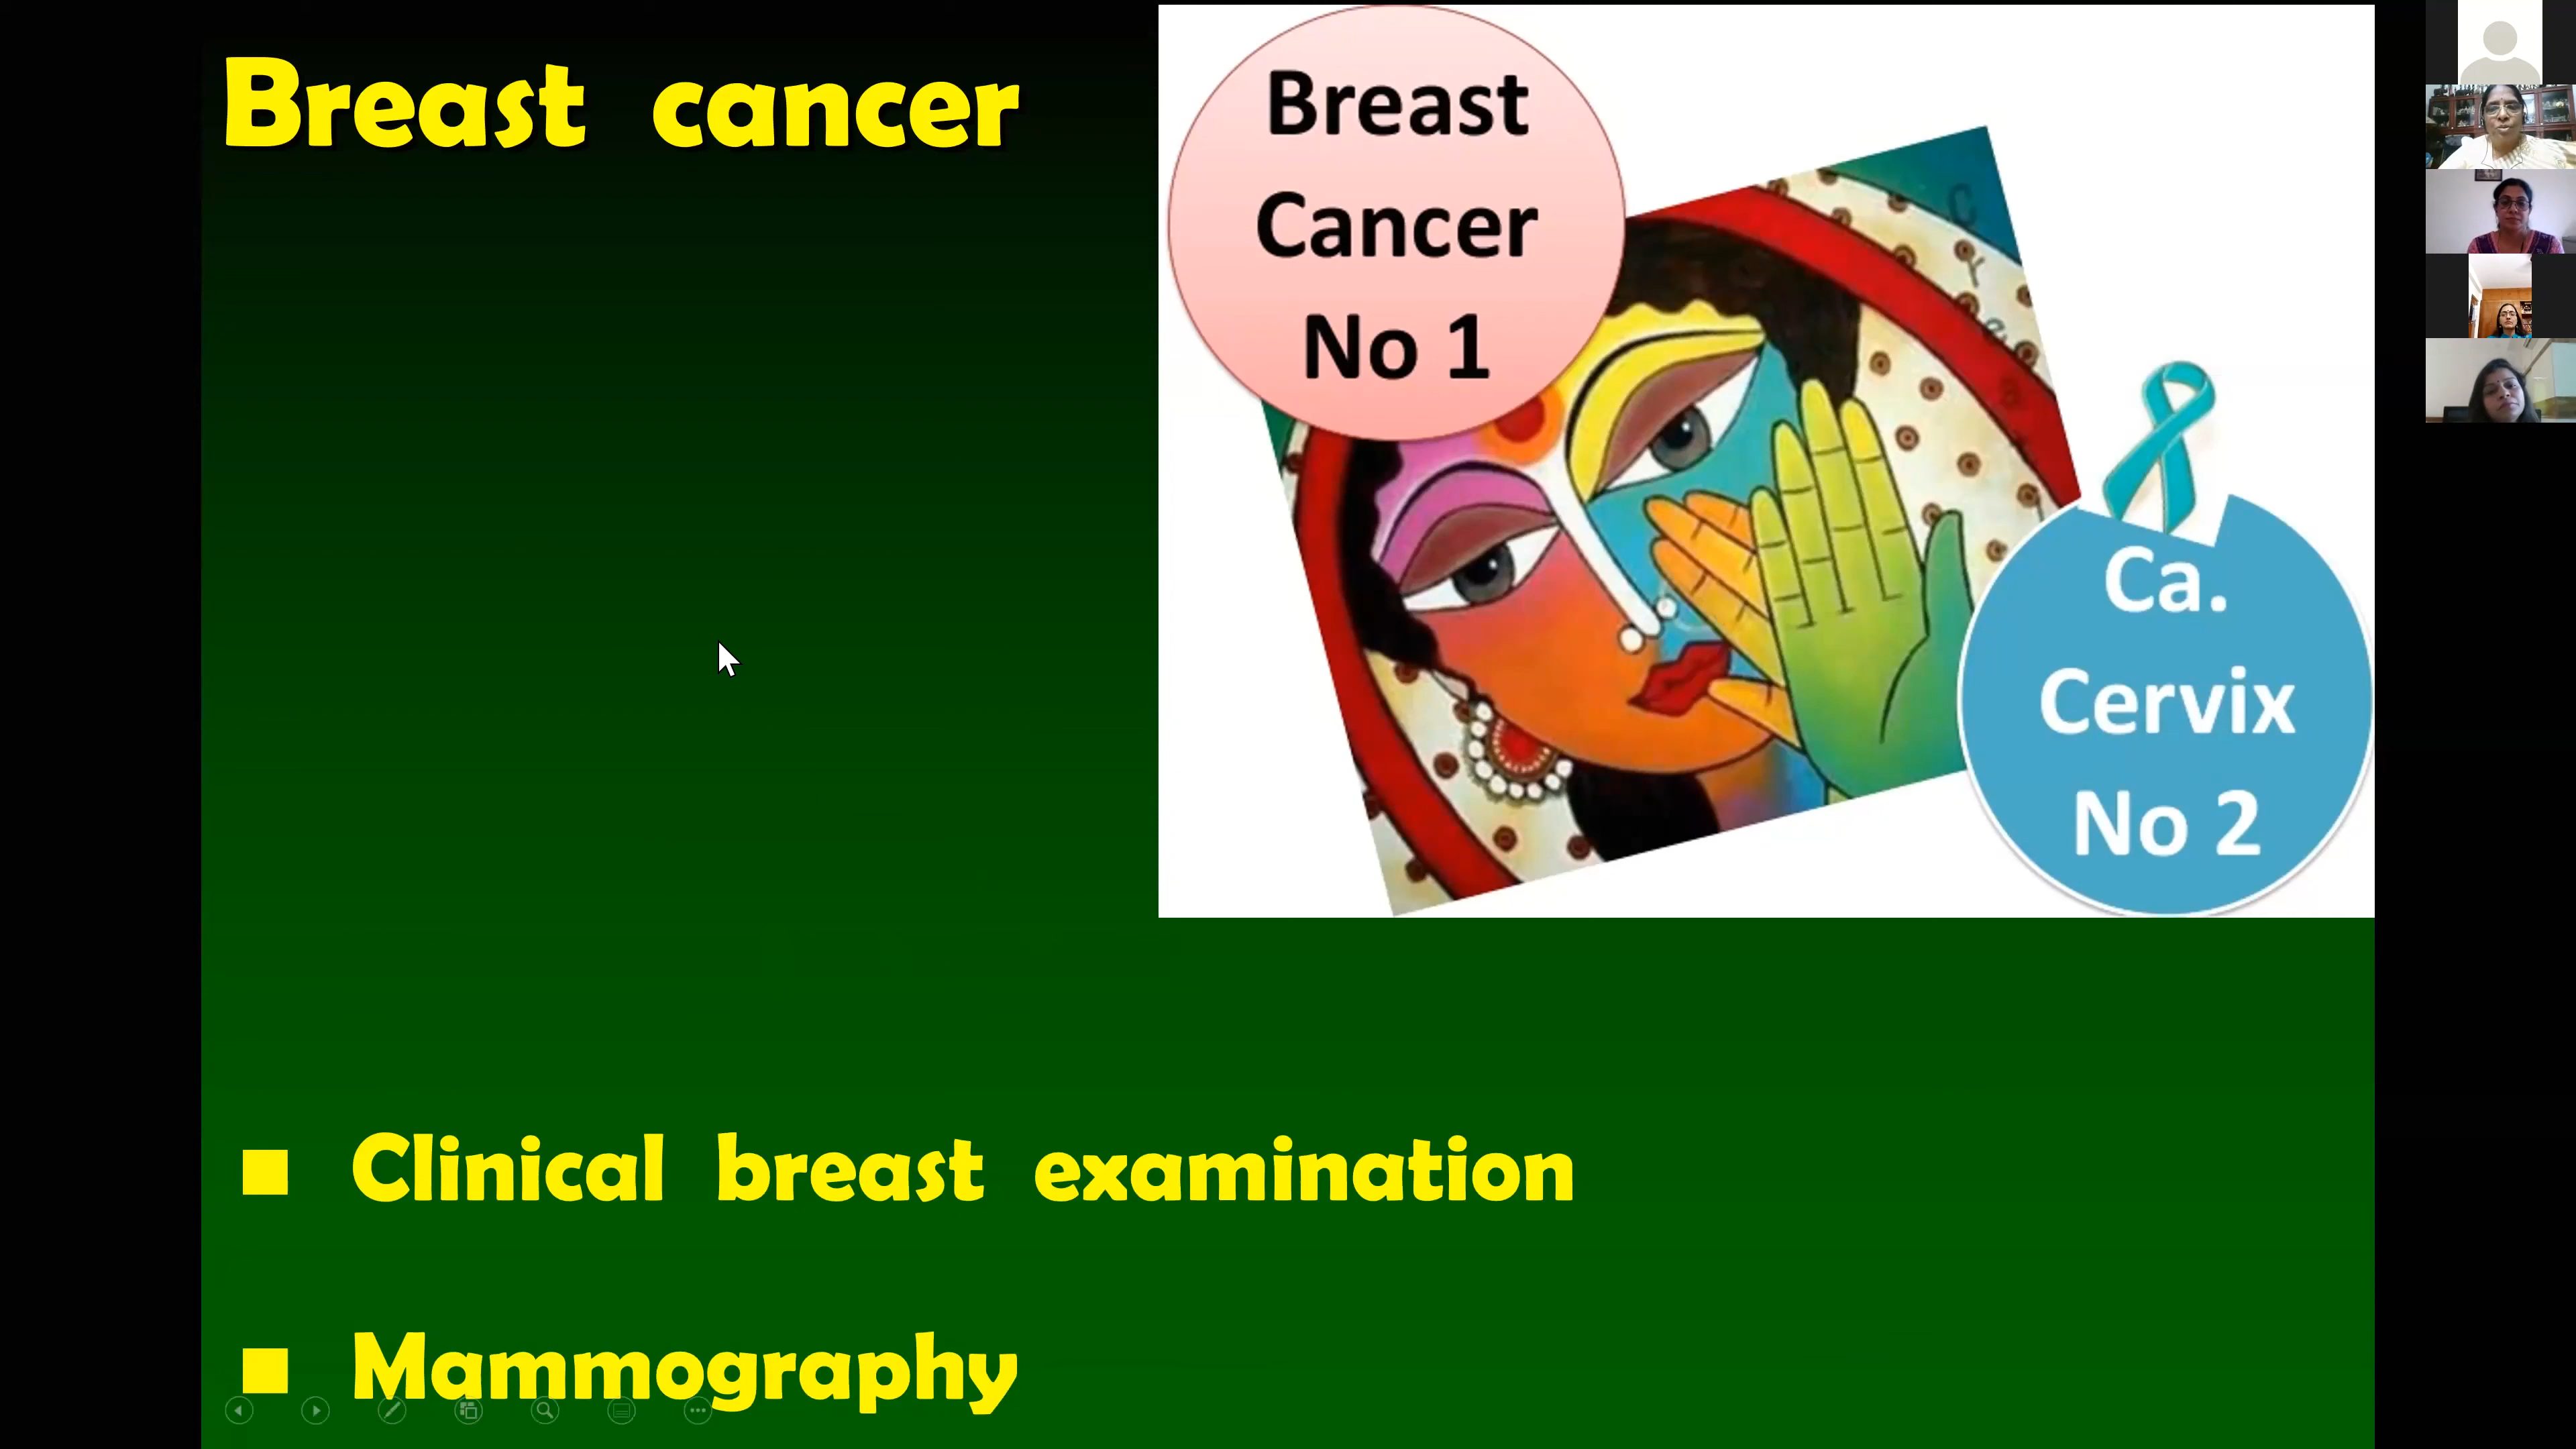 Breast cancer
Breast
Cancer
No 1
Ca.
Cervix
No 2
■ Clinical breast examination
■ Mammography